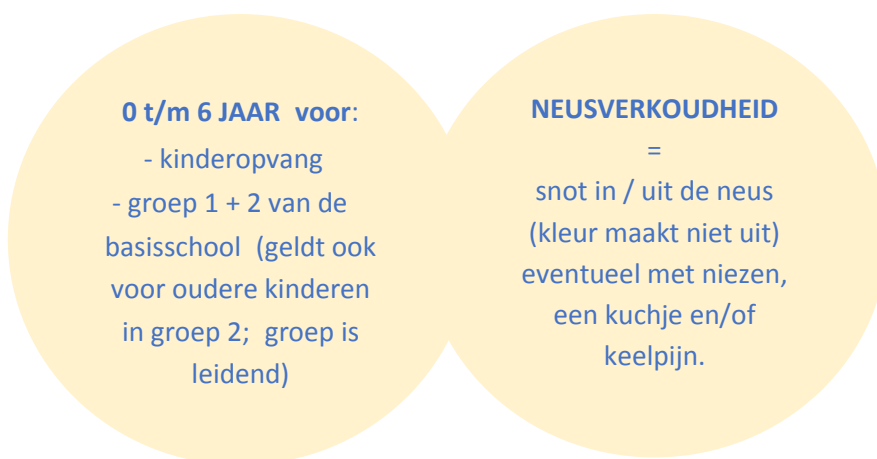 0 t/m 6 JAAR voor:
- kinderopvang
- groep 1 + 2 van de
basisschool (geldt ook
voor oudere kinderen
in groep 2; groep is
leidend)
NEUSVERKOUDHEID
=
snot in / uit de neus
(kleur maakt niet uit)
eventueel met niezen,
een kuchje en/of
keelpijn.